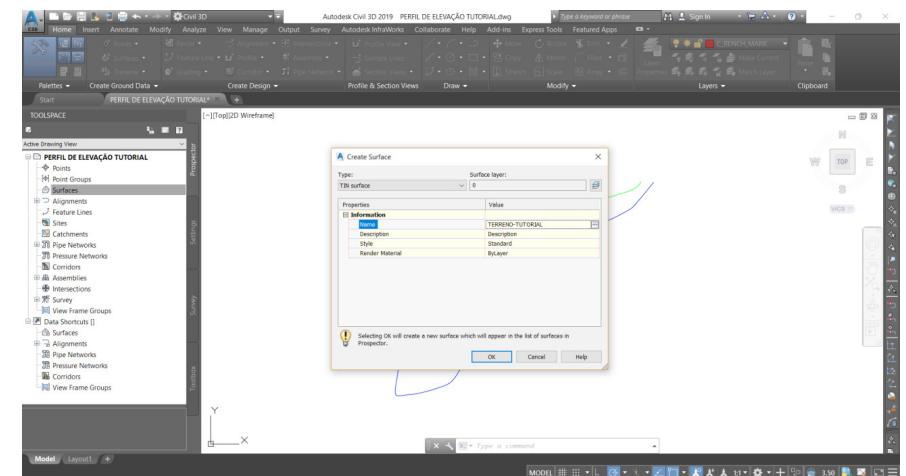 Civil 3D
Autodesk Civil 3D 2019 PERFIL DE ELEVAÇÃO TUTORIAL.dwg
Type a keyword or phrase
Sign In
Home Insert Annotate Modify Analyze View Manage Output Survey Autodesk InfraWorks Collaborate Help Add-ins Express Tools Featured Apps
C_BENCH_MARK
Make Current
Match Layer
Palettes Create Ground Data Create Design Profile & Section Views Draw Modify Layers Clipboard
Start PERFIL DE ELEVAÇÃO TUTORIAL*
TOOLSPACE
Active Drawing View
PERFIL DE ELEVAÇÃO TUTORIAL
Points
Point Groups
Surfaces
Alignments
Feature Lines
Sites
Catchments
Pipe Networks
Pressure Networks
Corridors
Assemblies
Intersections
Survey
View Frame Groups
Data Shortcuts []
Surfaces
Alignments
Pipe Networks
Pressure Networks
Corridors
View Frame Groups
Prospector
Settings
Survey
Toolbox
[-][Top][2D Wireframe]
N
W TOP E
S
WCS
Create Surface
Type: Surface layer:
TIN surface 0
Properties Value
Information
Name TERRENO-TUTORIAL
Description Description
Style Standard
Render Material ByLayer
Selecting OK will create a new surface which will appear in the list of surfaces in
Prospector.
OK Cancel Help
Y
X
Type a command
Model Layout1 +
MODEL 1:1 3.50